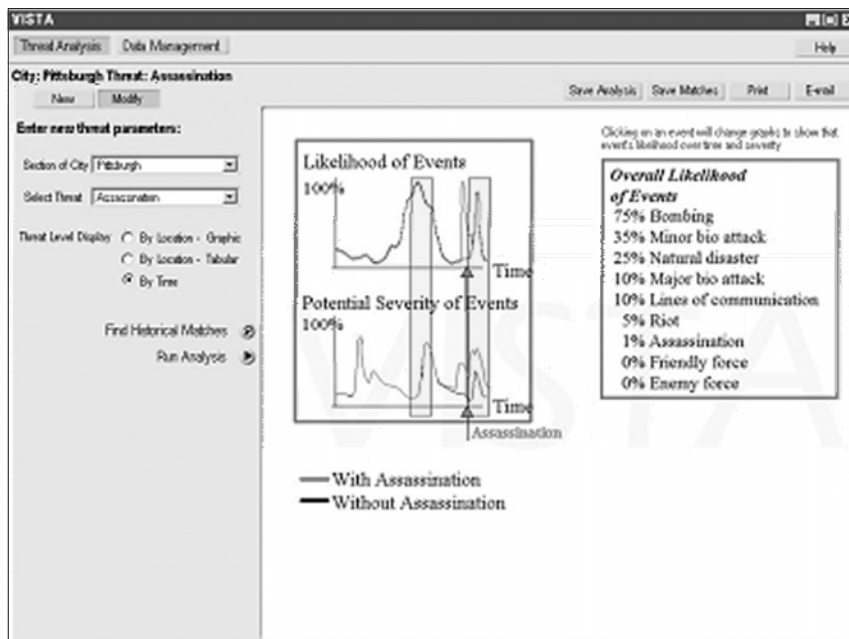 VISTA
Threat Analysis Data Management
Help
City: Pittsburgh Threat: Assassination
New Modify
Save Analysis Save Matches Print E-mail
Enter new threat parameters:
Clicking on an event will change graphs to show that
event's likelihood over time and severity
Section of City Pittsburgh
Select Threat Assassination
Threat Level Display: By Location - Graphic
By Location - Tabular
By Time
Find Historical Matches
Run Analysis
Likelihood of Events
100%
Time
Potential Severity of Events
100%
Time
Assassination
With Assassination
Without Assassination
Overall Likelihood
of Events
75% Bombing
35% Minor bio attack
25% Natural disaster
10% Major bio attack
10% Lines of communication
5% Riot
1% Assassination
0% Friendly force
0% Enemy force
VISTA